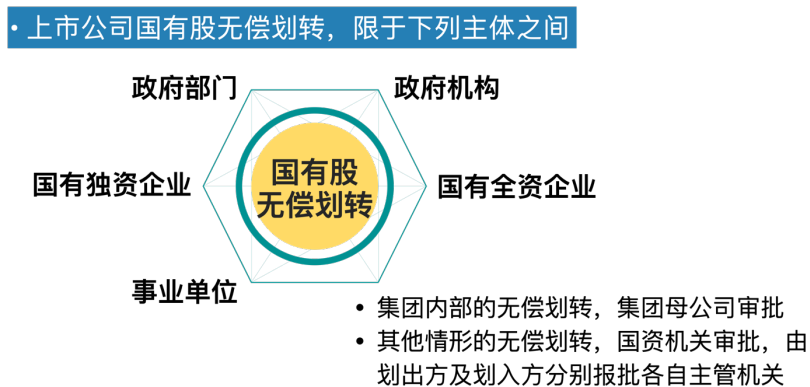 • 上市公司国有股无偿划转，限于下列主体之间
政府部门
政府机构
国有独资企业
国有股
无偿划转
国有全资企业
事业单位
• 集团内部的无偿划转，集团母公司审批
• 其他情形的无偿划转，国资机关审批，由
划出方及划入方分别报批各自主管机关